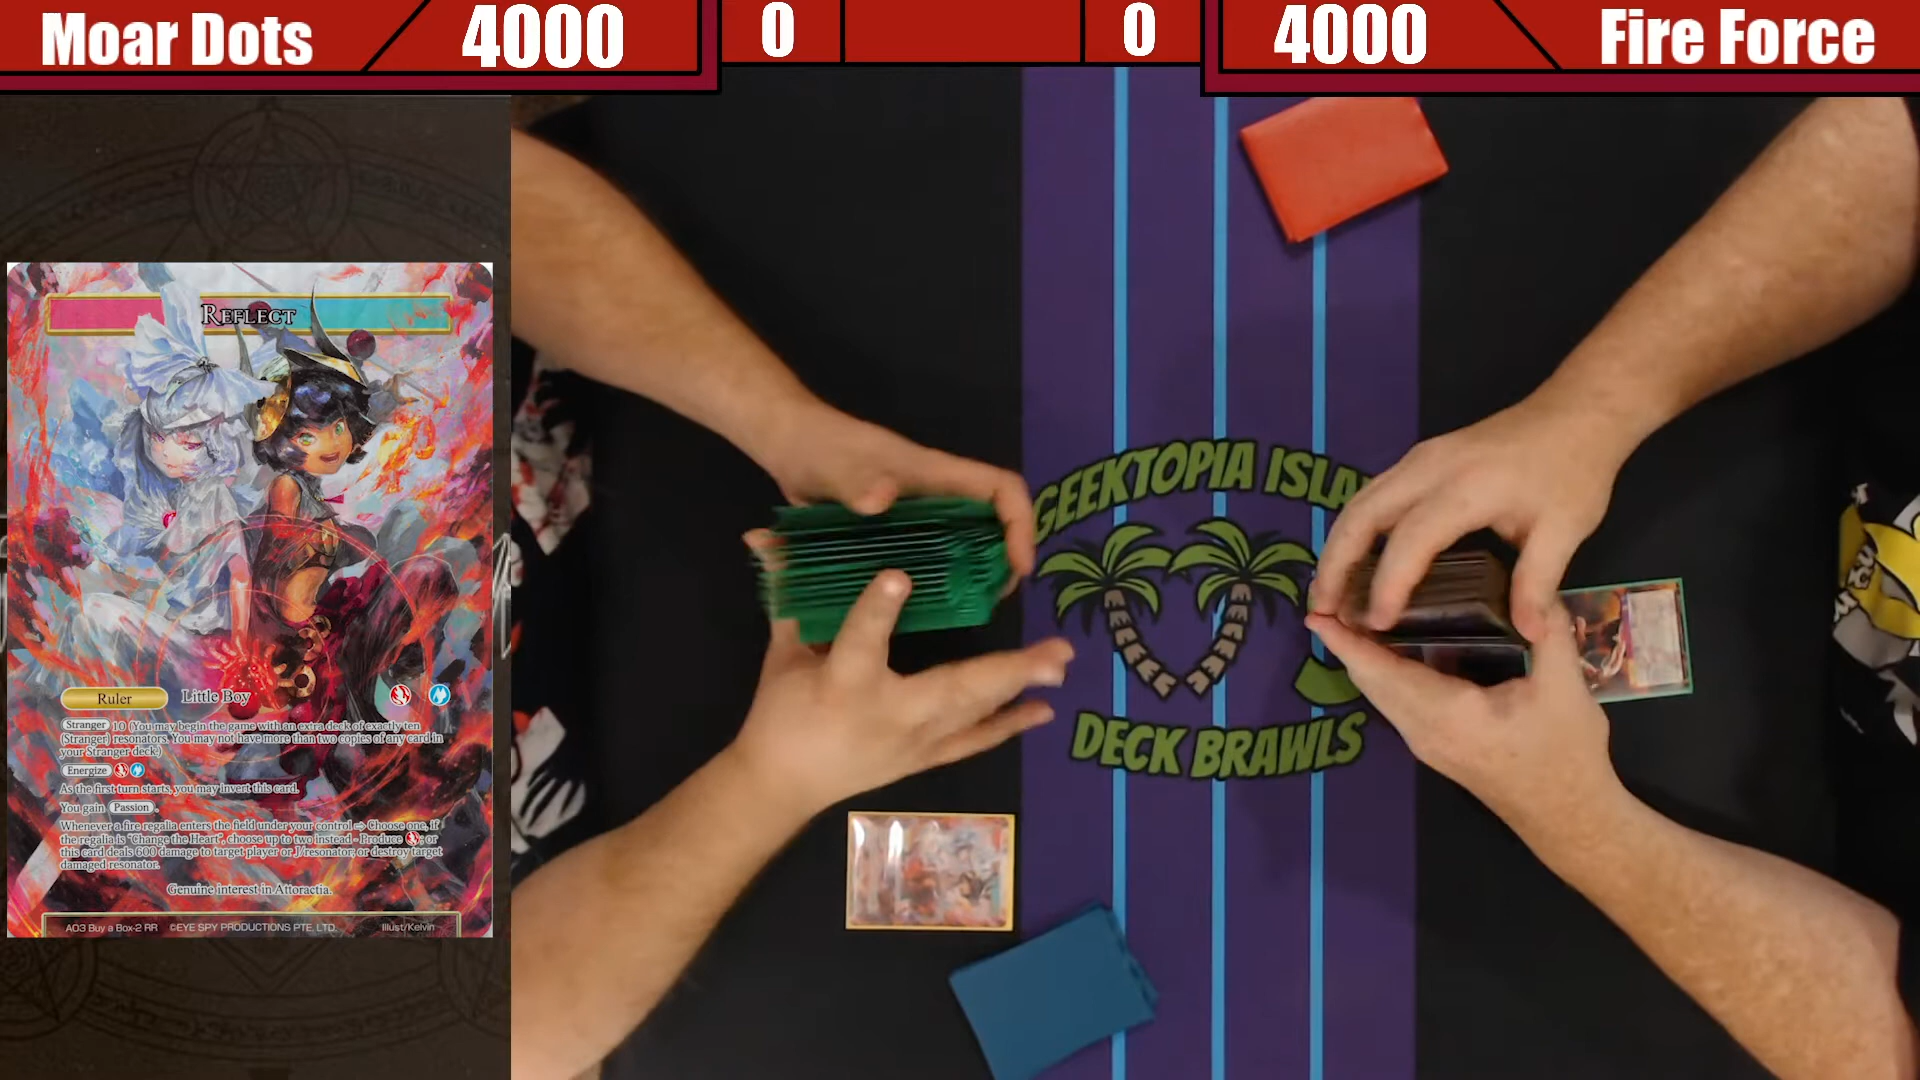 Moar Dots
4000
0
0
4000
Fire Force
REFLECT
Ruler
Little Boy
Stranger 10 (You may begin the game with an extra deck of exactly ten
(Stranger) resonators. You may not have more than two copies of any card in
your Stranger deck.)
Energize
As the first turn starts, you may invert this card.
You gain Passion.
Whenever a fire regalia enters the field under your control ⇨ Choose one, if
the regalia is "Change the Heart", choose up to two instead - Produce ; or
this card deals 600 damage to target player or J/resonator; or destroy target
damaged resonator.
Genuine interest in Attoractia.
AO3 Buy a Box-2 RR ©EYE SPY PRODUCTIONS PTE. LTD. Illust/Kelvin
GEEKTOPIA ISLA
DECK BRAWLS